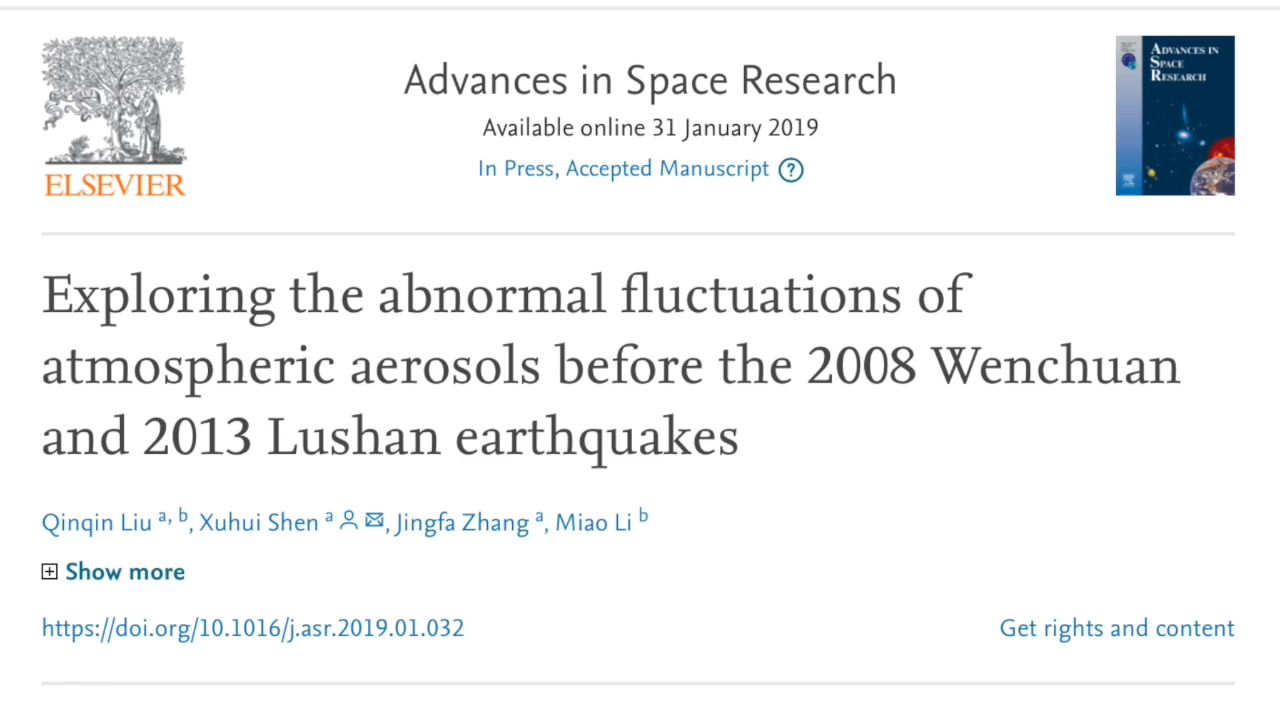 ELSEVIER
Advances in Space Research
Available online 31 January 2019
In Press, Accepted Manuscript ?
ADVANCES IN
SPACE
RESEARCH
Exploring the abnormal fluctuations of
atmospheric aerosols before the 2008 Wenchuan
and 2013 Lushan earthquakes
Qinqin Liu a, b, Xuhui Shen a, Jingfa Zhang a, Miao Li b
Show more
https://doi.org/10.1016/j.asr.2019.01.032
Get rights and content